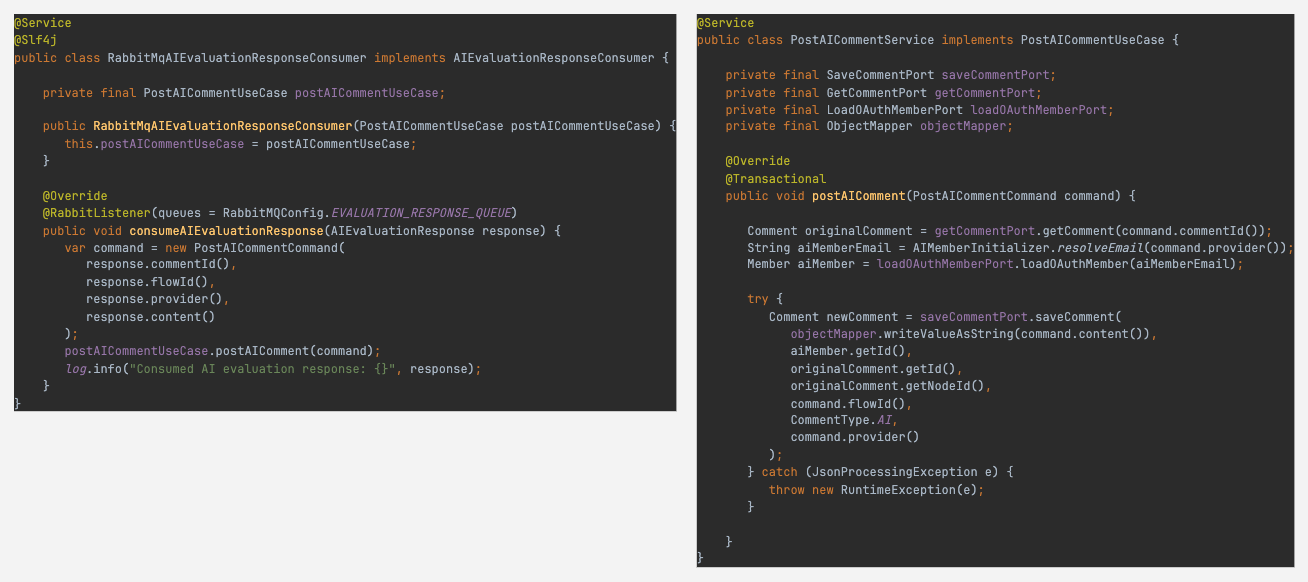 @Service
@Slf4j
public class RabbitMqAIEvaluationResponseConsumer implements AIEvaluationResponseConsumer {
private final PostAICommentUseCase postAICommentUseCase;
public RabbitMqAIEvaluationResponseConsumer(PostAICommentUseCase postAICommentUseCase) {
this.postAICommentUseCase = postAICommentUseCase;
}
@Override
@RabbitListener(queues = RabbitMQConfig.EVALUATION_RESPONSE_QUEUE)
public void consumeAIEvaluationResponse(AIEvaluationResponse response) {
var command = new PostAICommentCommand(
response.commentId(),
response.flowId(),
response.provider(),
response.content()
);
postAICommentUseCase.postAIComment(command);
log.info("Consumed AI evaluation response: {}", response);
}
}
@Service
public class PostAICommentService implements PostAICommentUseCase {
private final SaveCommentPort saveCommentPort;
private final GetCommentPort getCommentPort;
private final LoadOAuthMemberPort loadOAuthMemberPort;
private final ObjectMapper objectMapper;
@Override
@Transactional
public void postAIComment(PostAICommentCommand command) {
Comment originalComment = getCommentPort.getComment(command.commentId());
String aiMemberEmail = AIMemberInitializer.resolveEmail(command.provider());
Member aiMember = loadOAuthMemberPort.loadOAuthMember(aiMemberEmail);
try {
Comment newComment = saveCommentPort.saveComment(
objectMapper.writeValueAsString(command.content()),
aiMember.getId(),
originalComment.getId(),
originalComment.getNodeId(),
command.flowId(),
CommentType.AI,
command.provider()
);
} catch (JsonProcessingException e) {
throw new RuntimeException(e);
}
}
}